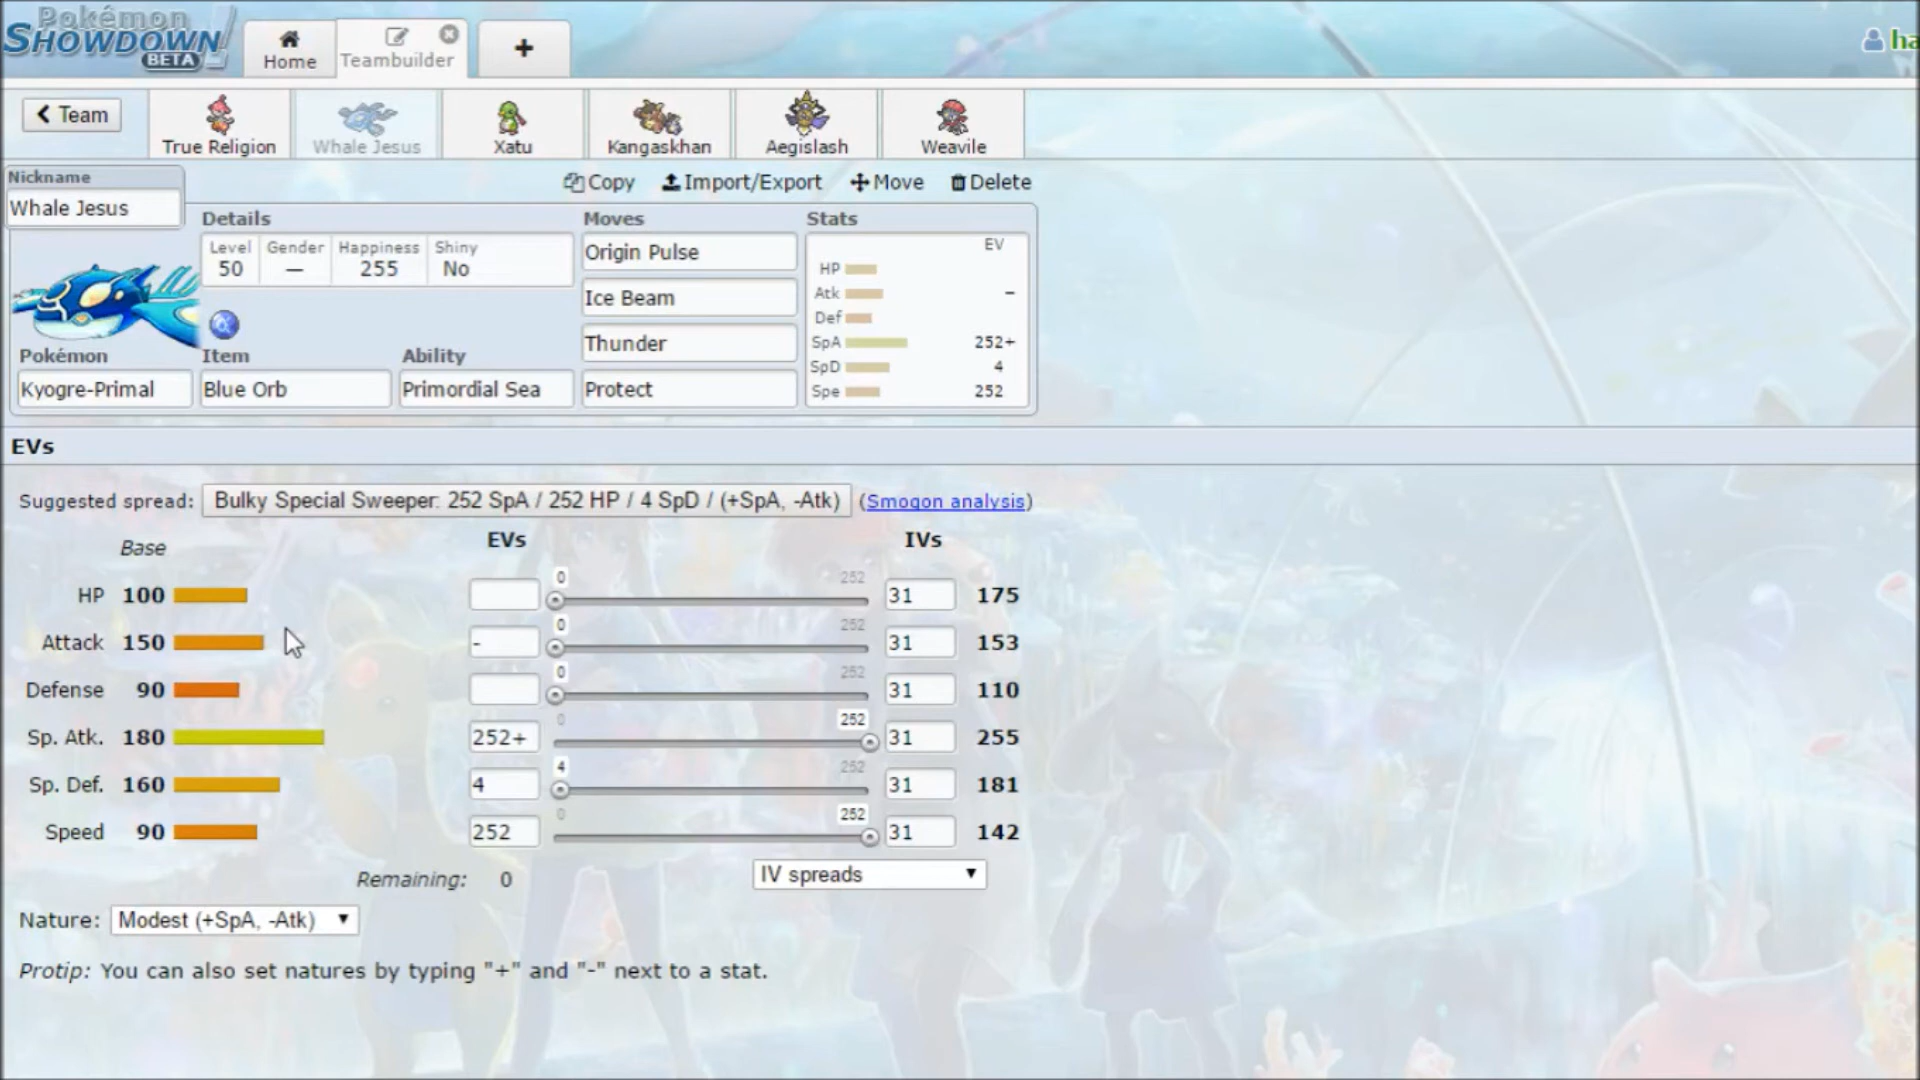 Pokémon
SHOWDOWN!
BETA
Home
Teambuilder
+
ha
Team
True Religion
Whale Jesus
Xatu
Kangaskhan
Aegislash
Weavile
Nickname
Whale Jesus
Copy
Import/Export
Move
Delete
Details
Moves
Stats
Level
50
Gender
—
Happiness
255
Shiny
No
Pokémon
Kyogre-Primal
Item
Blue Orb
Ability
Primordial Sea
Origin Pulse
Ice Beam
Thunder
Protect
EV
HP
Atk –
Def
SpA 252+
SpD 4
Spe 252
EVs
Suggested spread: Bulky Special Sweeper: 252 SpA / 252 HP / 4 SpD / (+SpA, -Atk) (Smogon analysis)
Base EVs IVs
0 252
HP 100 31 175
0 252
Attack 150 - 31 153
0 252
Defense 90 31 110
0 252
Sp. Atk. 180 252+ 31 255
4 252
Sp. Def. 160 4 31 181
0 252
Speed 90 252 31 142
Remaining: 0 IV spreads
Nature: Modest (+SpA, -Atk)
Protip: You can also set natures by typing "+" and "-" next to a stat.